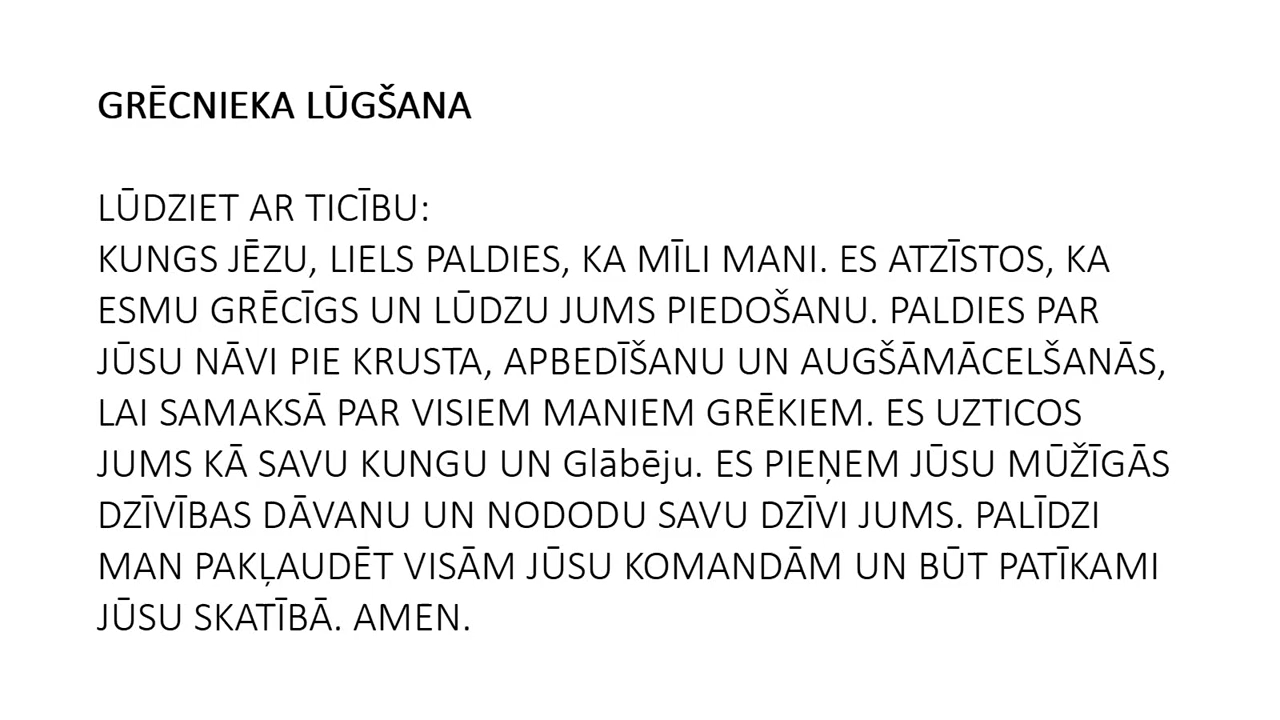 GRĒCNIEKA LŪGŠANA
LŪDZIET AR TICĪBU:
KUNGS JĒZU, LIELS PALDIES, KA MĪLI MANI. ES ATZĪSTOS, KA
ESMU GRĒCĪGS UN LŪDZU JUMS PIEDOŠANU. PALDIES PAR
JŪSU NĀVI PIE KRUSTA, APBEDĪŠANU UN AUGŠĀMĀCELŠANĀS,
LAI SAMAKSĀ PAR VISIEM MANIEM GRĒKIEM. ES UZTICOS
JUMS KĀ SAVU KUNGU UN Glābēju. ES PIEŅEM JŪSU MŪŽĪGĀS
DZĪVĪBAS DĀVANU UN NODODU SAVU DZĪVI JUMS. PALĪDZI
MAN PAKĻAUDĒT VISĀM JŪSU KOMANDĀM UN BŪT PATĪKAMI
JŪSU SKATĪBĀ. AMEN.